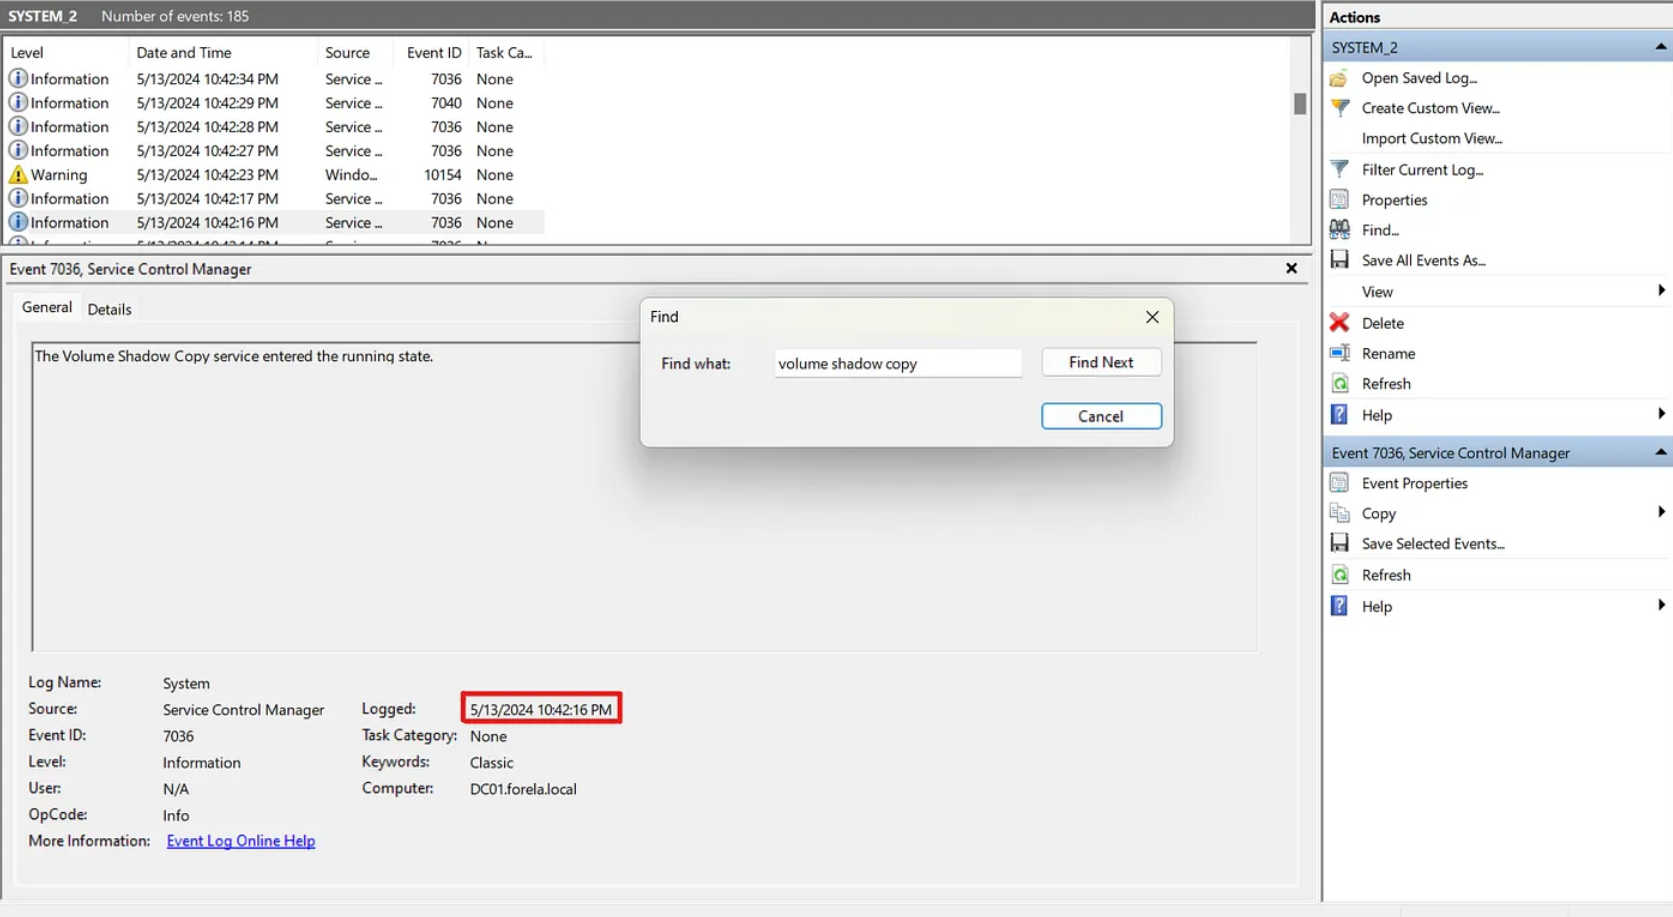 SYSTEM_2 Number of events: 185
Level Date and Time Source Event ID Task Ca...
Information 5/13/2024 10:42:34 PM Service ... 7036 None
Information 5/13/2024 10:42:29 PM Service ... 7040 None
Information 5/13/2024 10:42:28 PM Service ... 7036 None
Information 5/13/2024 10:42:27 PM Service ... 7036 None
Warning 5/13/2024 10:42:23 PM Windo... 10154 None
Information 5/13/2024 10:42:17 PM Service ... 7036 None
Information 5/13/2024 10:42:16 PM Service ... 7036 None
Event 7036, Service Control Manager
General Details
The Volume Shadow Copy service entered the running state.
Find
Find what: volume shadow copy Find Next
Cancel
Log Name: System
Source: Service Control Manager Logged: 5/13/2024 10:42:16 PM
Event ID: 7036 Task Category: None
Level: Information Keywords: Classic
User: N/A Computer: DC01.forela.local
OpCode: Info
More Information: Event Log Online Help
Actions
SYSTEM_2
Open Saved Log...
Create Custom View...
Import Custom View...
Filter Current Log...
Properties
Find...
Save All Events As...
View
Delete
Rename
Refresh
Help
Event 7036, Service Control Manager
Event Properties
Copy
Save Selected Events...
Refresh
Help